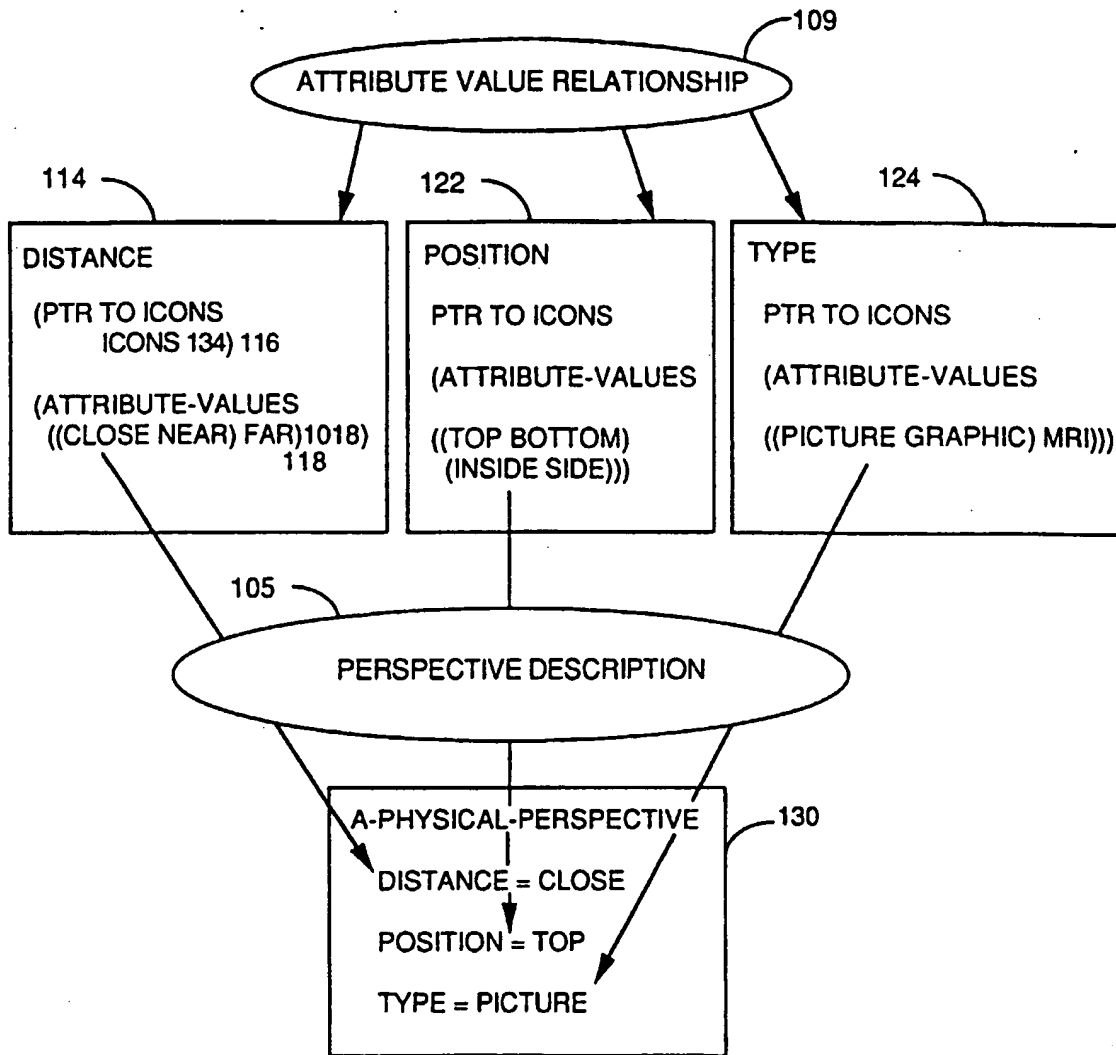 109
ATTRIBUTE VALUE RELATIONSHIP
114
122
124
DISTANCE
(PTR TO ICONS
ICONS 134) 116
(ATTRIBUTE-VALUES
((CLOSE NEAR) FAR)1018)
118
POSITION
PTR TO ICONS
(ATTRIBUTE-VALUES
((TOP BOTTOM)
(INSIDE SIDE)))
TYPE
PTR TO ICONS
(ATTRIBUTE-VALUES
((PICTURE GRAPHIC) MRI)))
105
PERSPECTIVE DESCRIPTION
130
A-PHYSICAL-PERSPECTIVE
DISTANCE = CLOSE
POSITION = TOP
TYPE = PICTURE